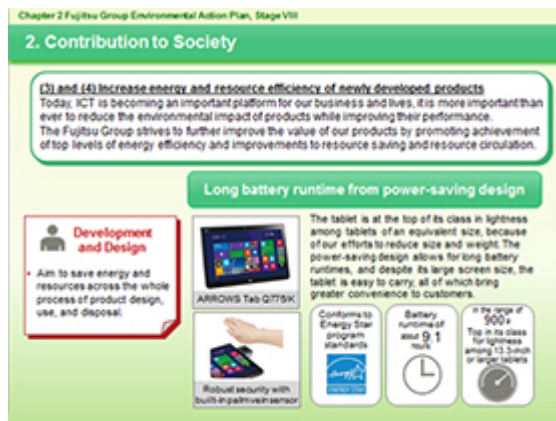 Chapter 2 Fujitsu Group Environmental Action Plan, Stage VIII
2. Contribution to Society
(3) and (4) Increase energy and resource efficiency of newly developed products
Today, ICT is becoming an important platform for our business and lives, it is more important than
ever to reduce the environmental impact of products while improving their performance.
The Fujitsu Group strives to further improve the value of our products by promoting achievement
of top levels of energy efficiency and improvements to resource saving and resource circulation.
Long battery runtime from power-saving design
Development
and Design
• Aim to save energy and
resources across the whole
process of product design,
use, and disposal.
ARROWS Tab Q775/K
Robust security with
built-in palm vein sensor
The tablet is at the top of its class in lightness
among tablets of an equivalent size, because
of our efforts to reduce size and weight. The
power-saving design allows for long battery
runtimes, and despite its large screen size, the
tablet is easy to carry, all of which bring
greater convenience to customers.
Conforms to
Energy Star
program
standards
energy
ENERGY STAR
Battery
runtime of
about 9.1
hours
in the range of
900g
Top in its class
for lightness
among 13.3-inch
or larger tablets